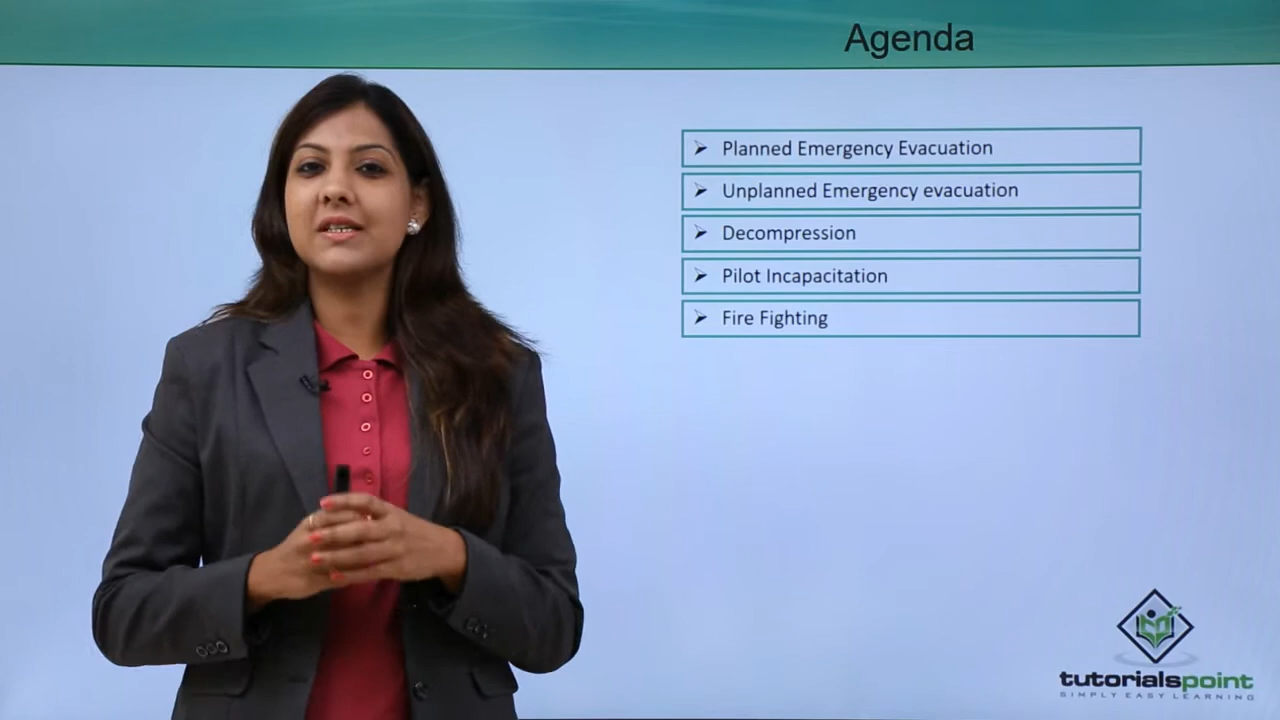 Agenda
➢ Planned Emergency Evacuation
➢ Unplanned Emergency evacuation
➢ Decompression
➢ Pilot Incapacitation
➢ Fire Fighting
tutorialspoint
SIMPLY EASY LEARNING